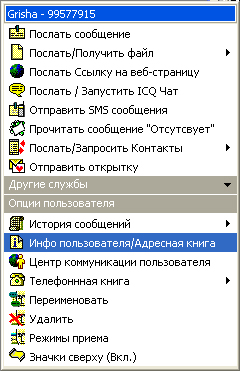 Grisha - 99577915
Послать сообщение
Послать/Получить файл
Послать Ссылку на веб-страницу
Послать / Запустить ICQ Чат
Отправить SMS сообщения
Прочитать сообщение "Отсутсвует"
Послать/Запросить Контакты
Отправить открытку
Другие службы
Опции пользователя
История сообщений
Инфо пользователя/Адресная книга
Центр коммуникации пользователя
Телефоннная книга
Переименовать
Удалить
Режимы приема
Значки сверху (Вкл.)